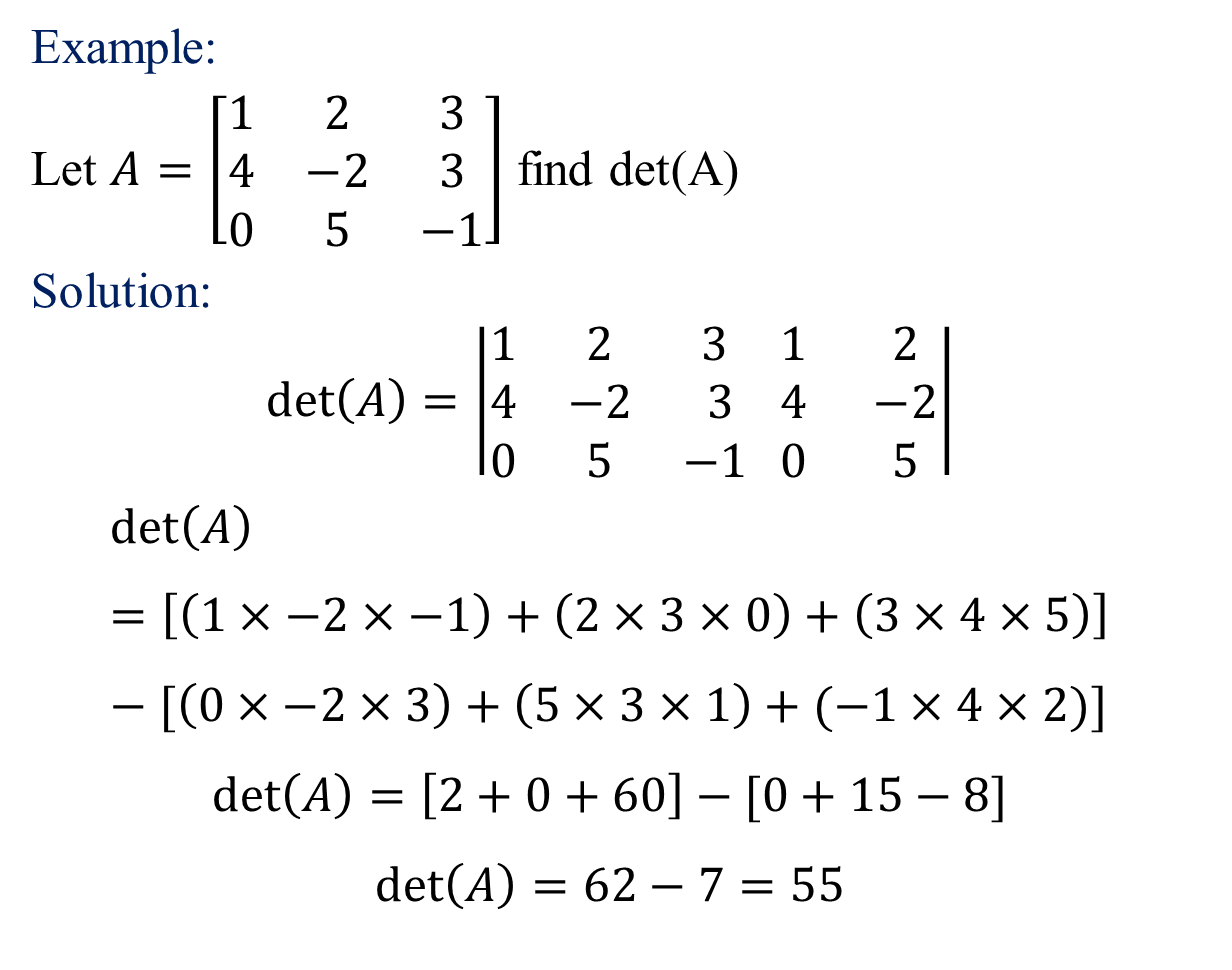 Example:
Let A = [1 2 3
4 −2 3
0 5 −1] find det(A)
Solution:
det(A) = |1 2 3 1 2
4 −2 3 4 −2
0 5 −1 0 5|
det(A)
= [(1 × −2 × −1) + (2 × 3 × 0) + (3 × 4 × 5)]
− [(0 × −2 × 3) + (5 × 3 × 1) + (−1 × 4 × 2)]
det(A) = [2 + 0 + 60] − [0 + 15 − 8]
det(A) = 62 − 7 = 55